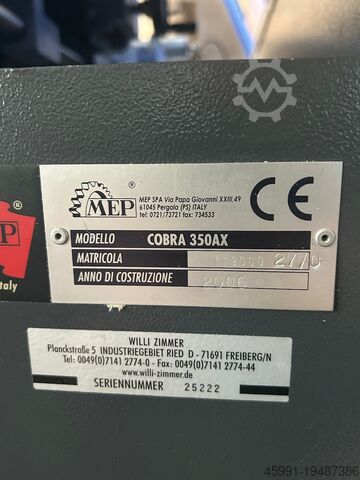 MEP
®
MEP SPA Via Papa Giovanni XXIII,49
61045 Pergola (PS) ITALY
tel: 0721/73721 fax: 734533
CE
MODELLO COBRA 350AX
MATRICOLA
ANNO DI COSTRUZIONE 2006
®
Italy
WILLI ZIMMER
Planckstraße 5 INDUSTRIEGEBIET RIED D - 71691 FREIBERG/N
Tel: 0049(0)7141 2774-0 - Fax: 0049(0)7141 2774-44
www.willi-zimmer.de
SERIENNUMMER 25222
45991-19487386